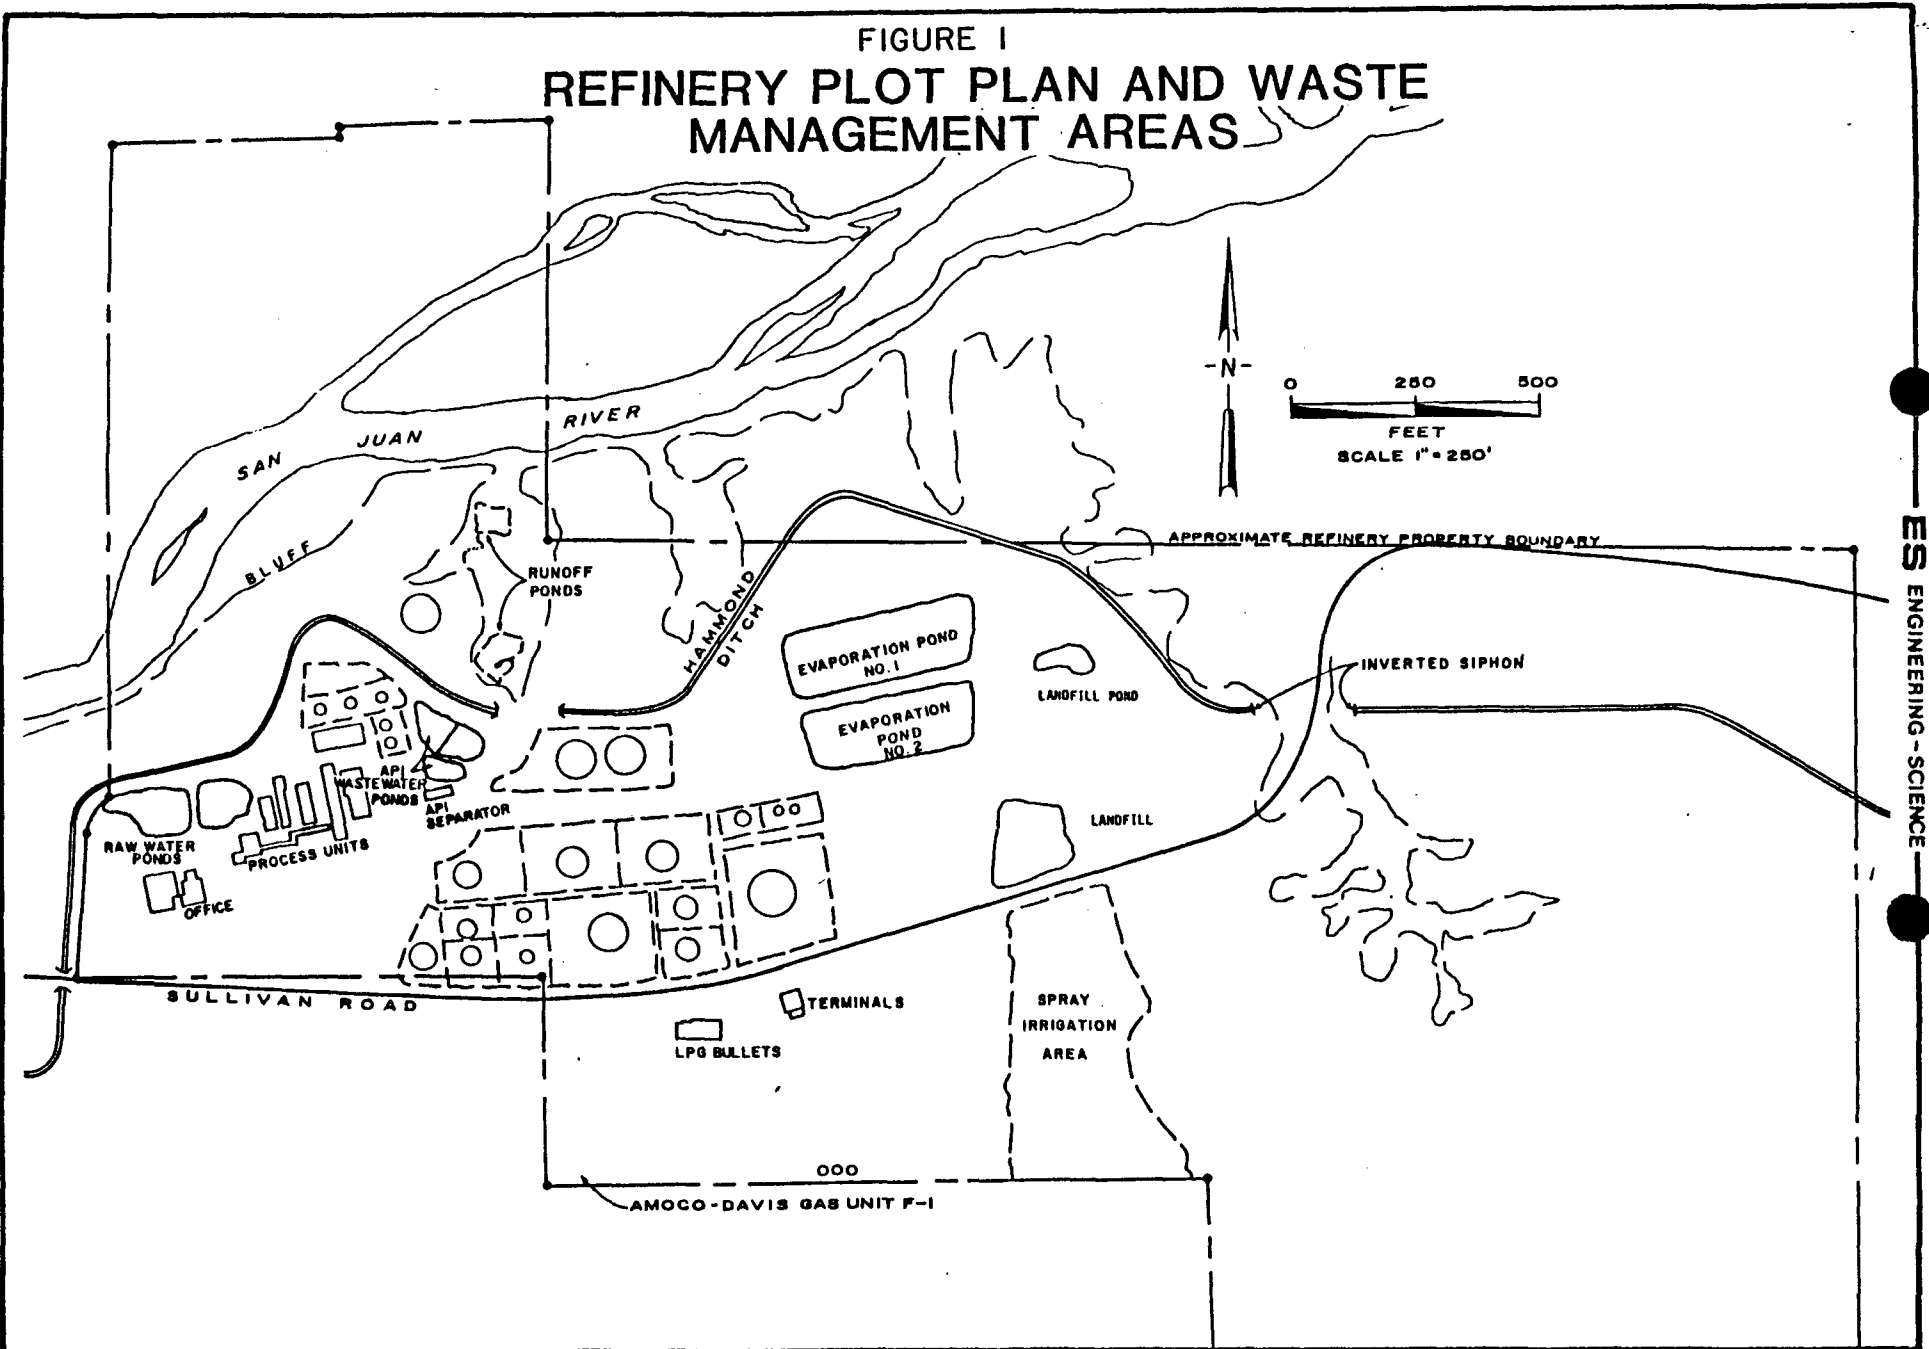 FIGURE 1
REFINERY PLOT PLAN AND WASTE
MANAGEMENT AREAS
-N-
0 250 500
FEET
SCALE 1"=250'
SAN JUAN RIVER
BLUFF
RUNOFF
PONDS
HAMMOND
DITCH
APPROXIMATE REFINERY PROPERTY BOUNDARY
EVAPORATION POND
NO. 1
EVAPORATION
POND
NO. 2
LANDFILL POND
INVERTED SIPHON
API
WASTEWATER
PONDS
API
SEPARATOR
RAW WATER
PONDS
PROCESS UNITS
OFFICE
LANDFILL
SULLIVAN ROAD
TERMINALS
LPG BULLETS
SPRAY
IRRIGATION
AREA
000
AMOCO-DAVIS GAS UNIT F-1
ES ENGINEERING-SCIENCE